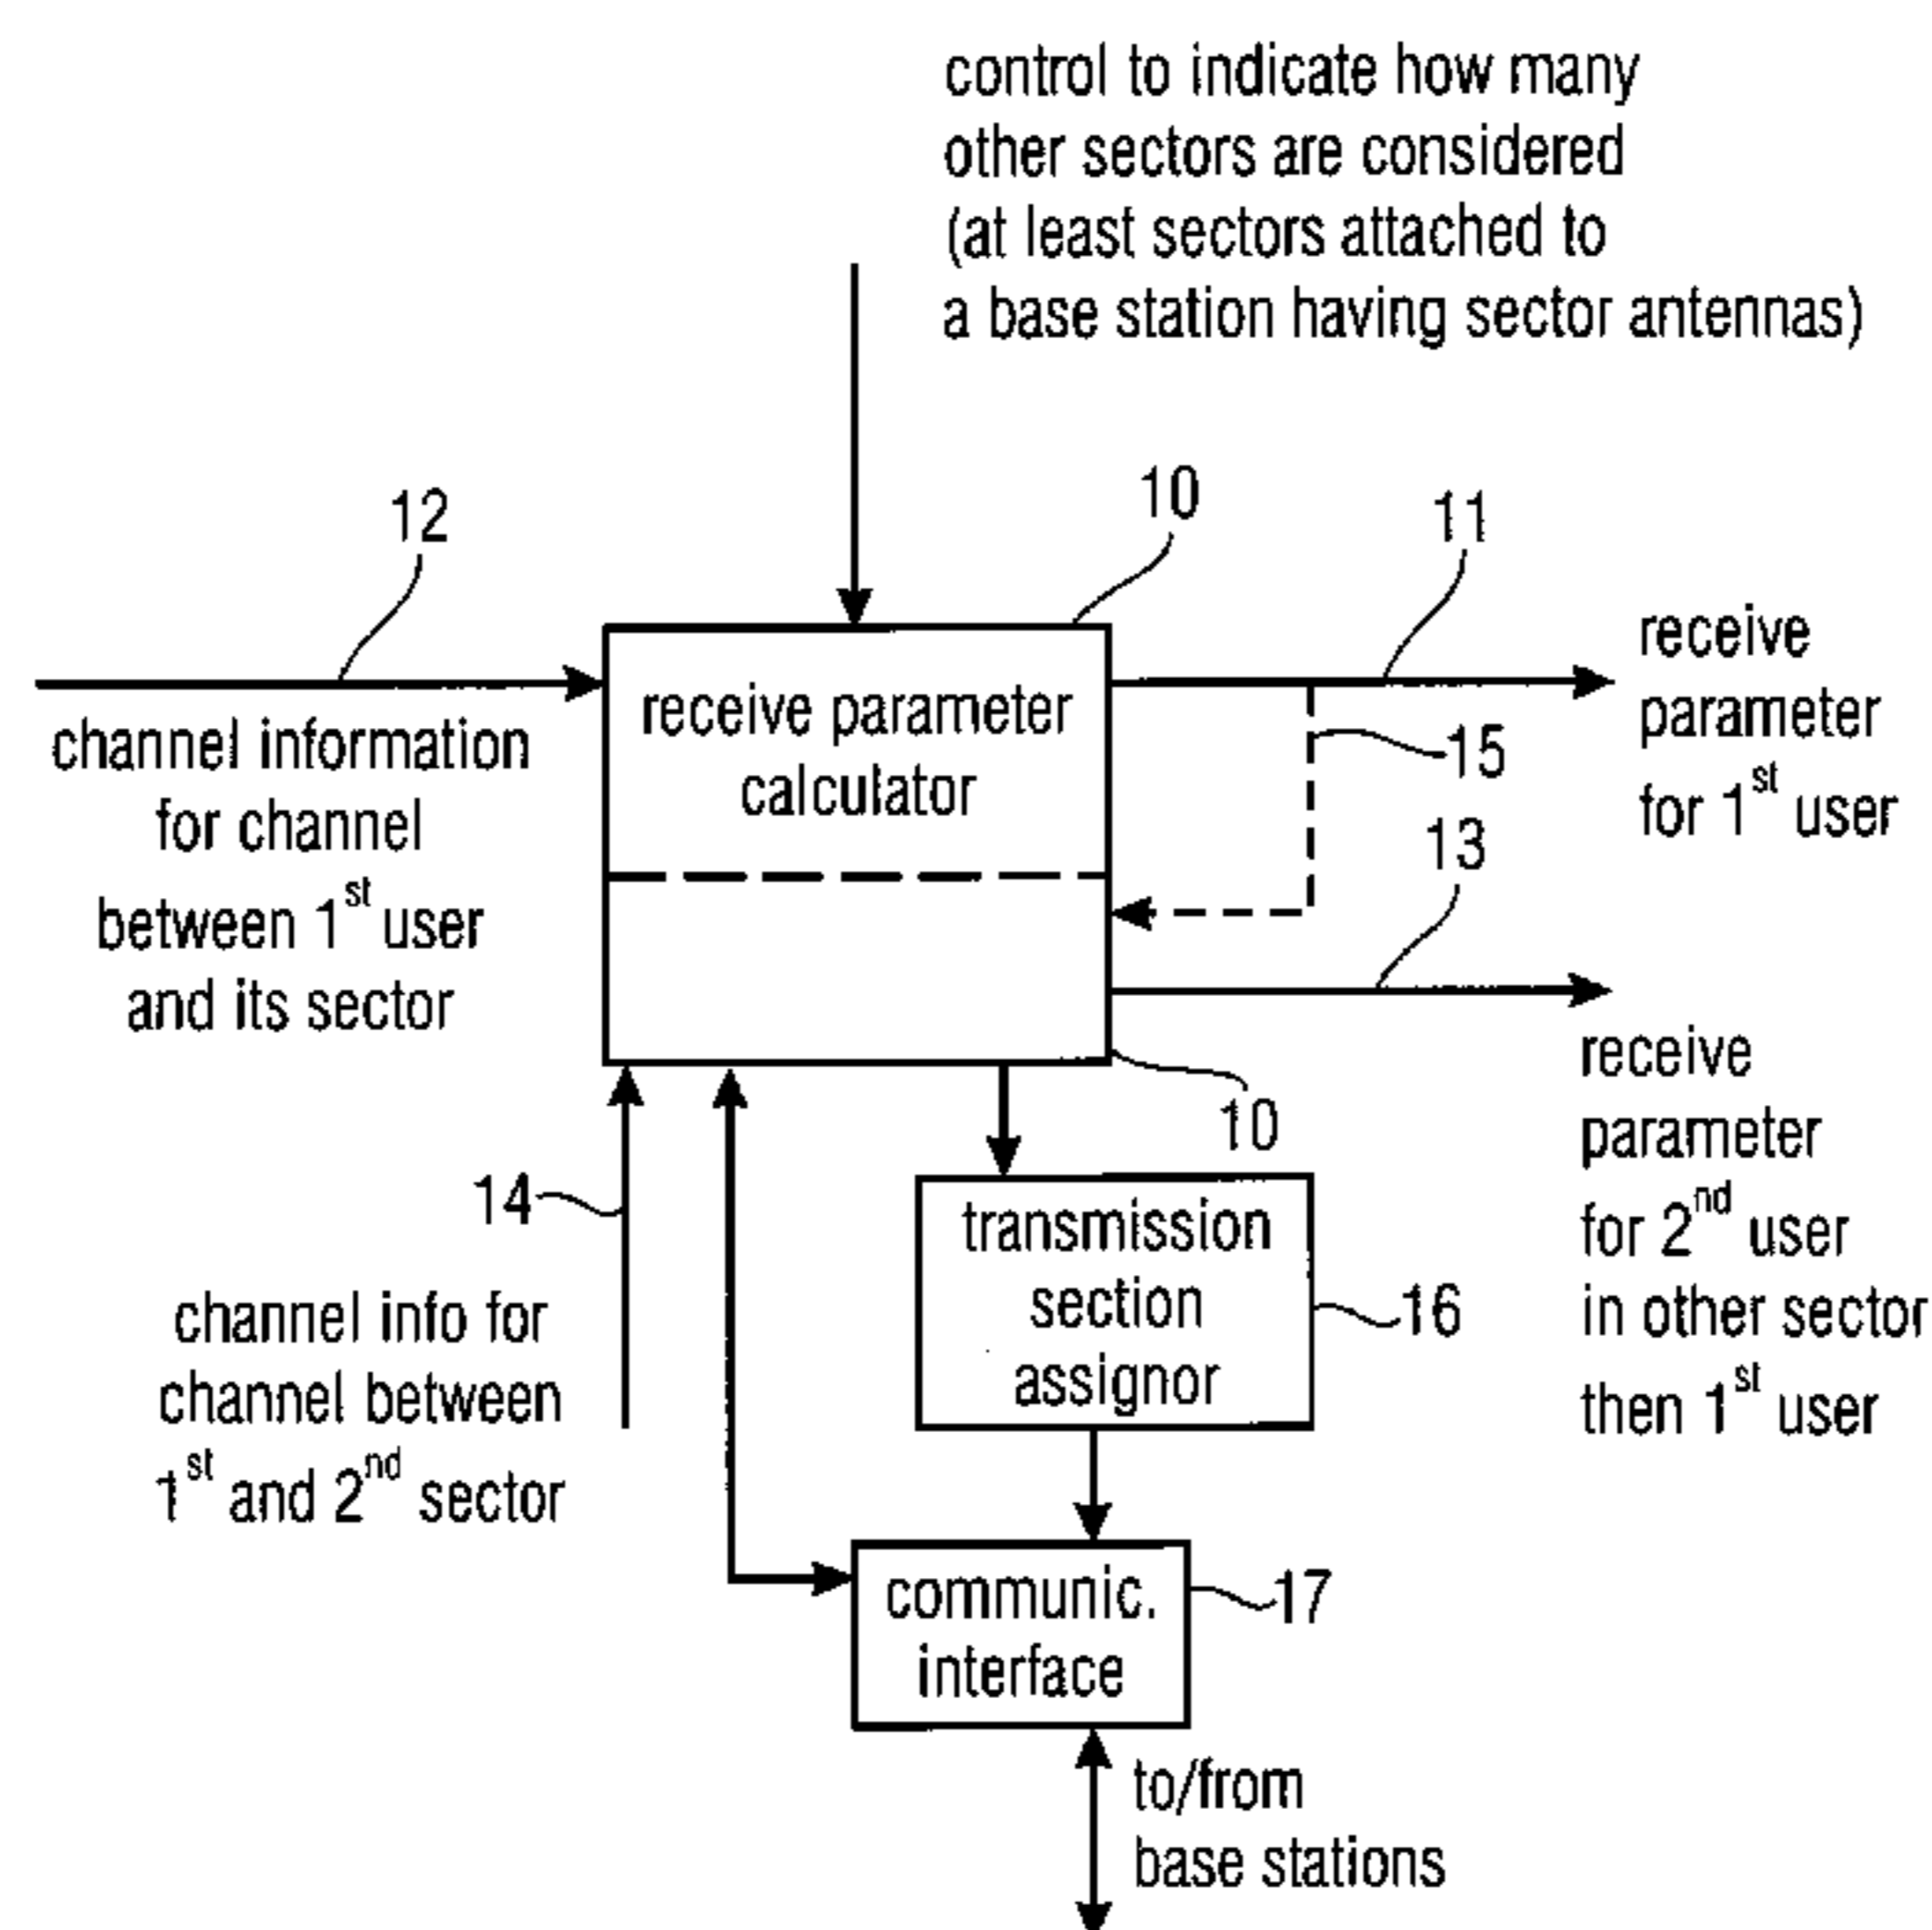 control to indicate how many
other sectors are considered
(at least sectors attached to
a base station having sector antennas)
12
10
11
receive parameter
calculator
channel information
for channel
between 1st user
and its sector
receive
parameter
for 1st user
15
13
10
receive
parameter
for 2nd user
in other sector
then 1st user
14
channel info for
channel between
1st and 2nd sector
transmission
section
assignor
16
communic.
interface
17
to/from
base stations